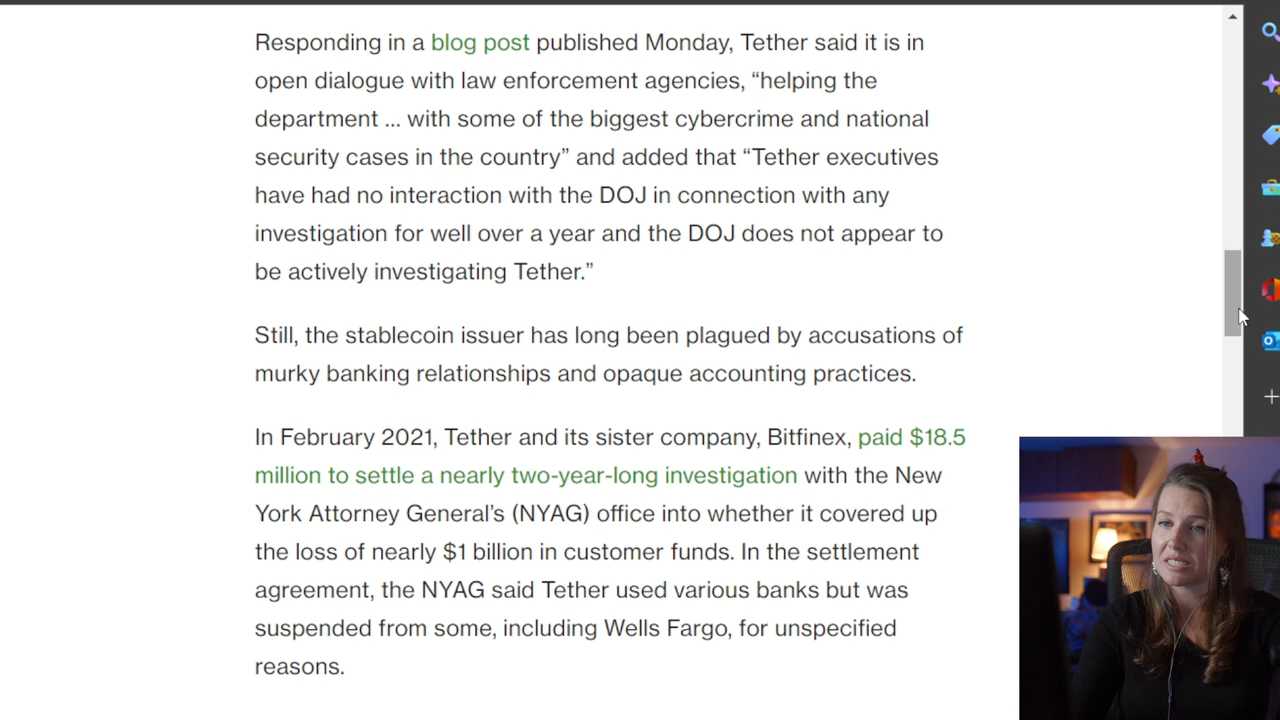 Responding in a blog post published Monday, Tether said it is in
open dialogue with law enforcement agencies, “helping the
department ... with some of the biggest cybercrime and national
security cases in the country” and added that “Tether executives
have had no interaction with the DOJ in connection with any
investigation for well over a year and the DOJ does not appear to
be actively investigating Tether.”
Still, the stablecoin issuer has long been plagued by accusations of
murky banking relationships and opaque accounting practices.
In February 2021, Tether and its sister company, Bitfinex, paid $18.5
million to settle a nearly two-year-long investigation with the New
York Attorney General’s (NYAG) office into whether it covered up
the loss of nearly $1 billion in customer funds. In the settlement
agreement, the NYAG said Tether used various banks but was
suspended from some, including Wells Fargo, for unspecified
reasons.